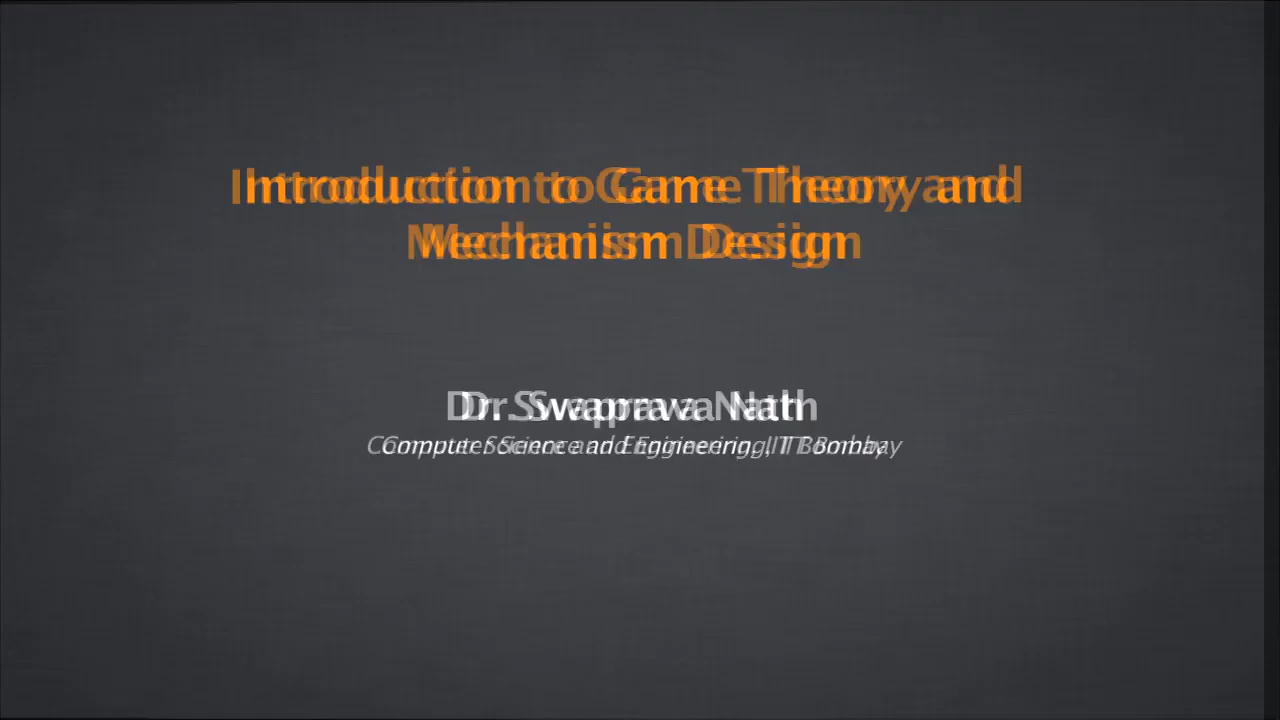 Introduction to Game Theory and
Mechanism Design
Dr. Swaprava Nath
Computer Science and Engineering, IIT Bombay